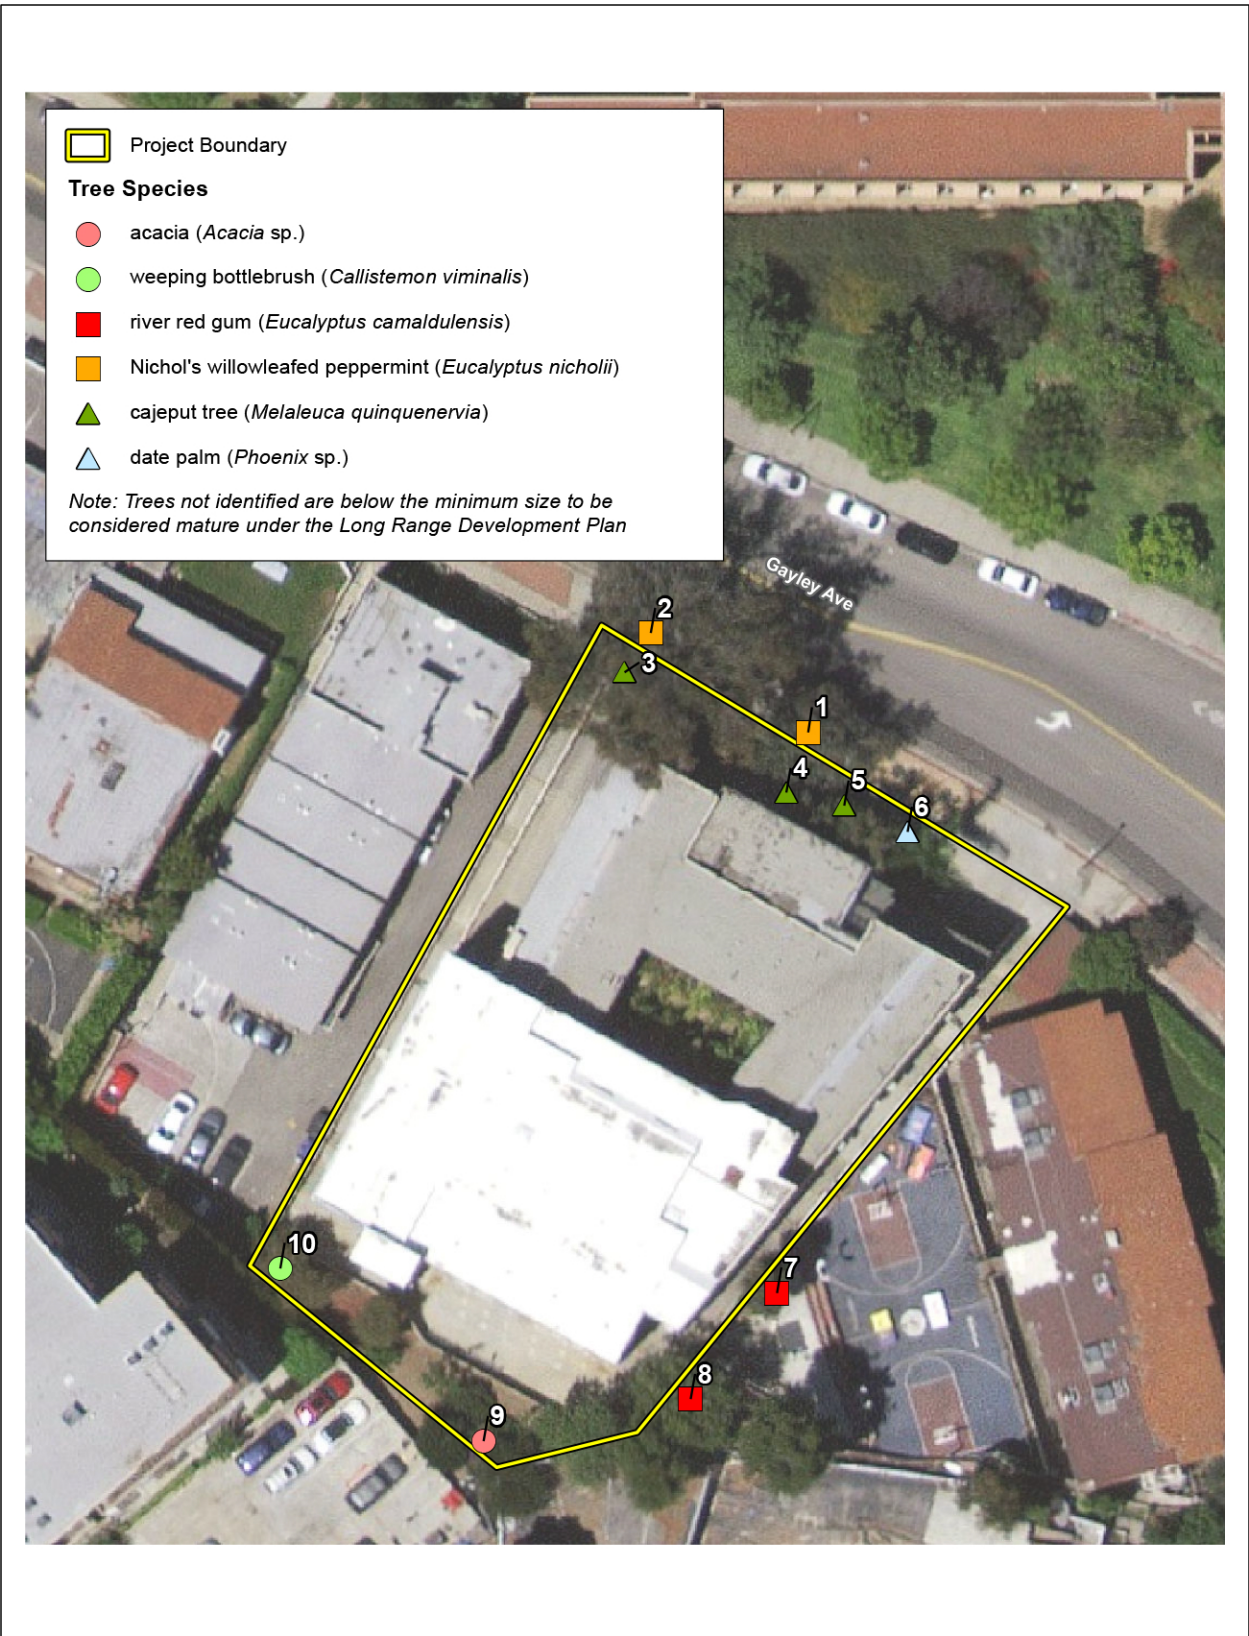 Project Boundary
Tree Species
acacia (Acacia sp.)
weeping bottlebrush (Callistemon viminalis)
river red gum (Eucalyptus camaldulensis)
Nichol's willowleafed peppermint (Eucalyptus nicholii)
cajeput tree (Melaleuca quinquenervia)
date palm (Phoenix sp.)
Note: Trees not identified are below the minimum size to be
considered mature under the Long Range Development Plan
Gayley Ave
2
3
1
4
5
6
10
7
8
9